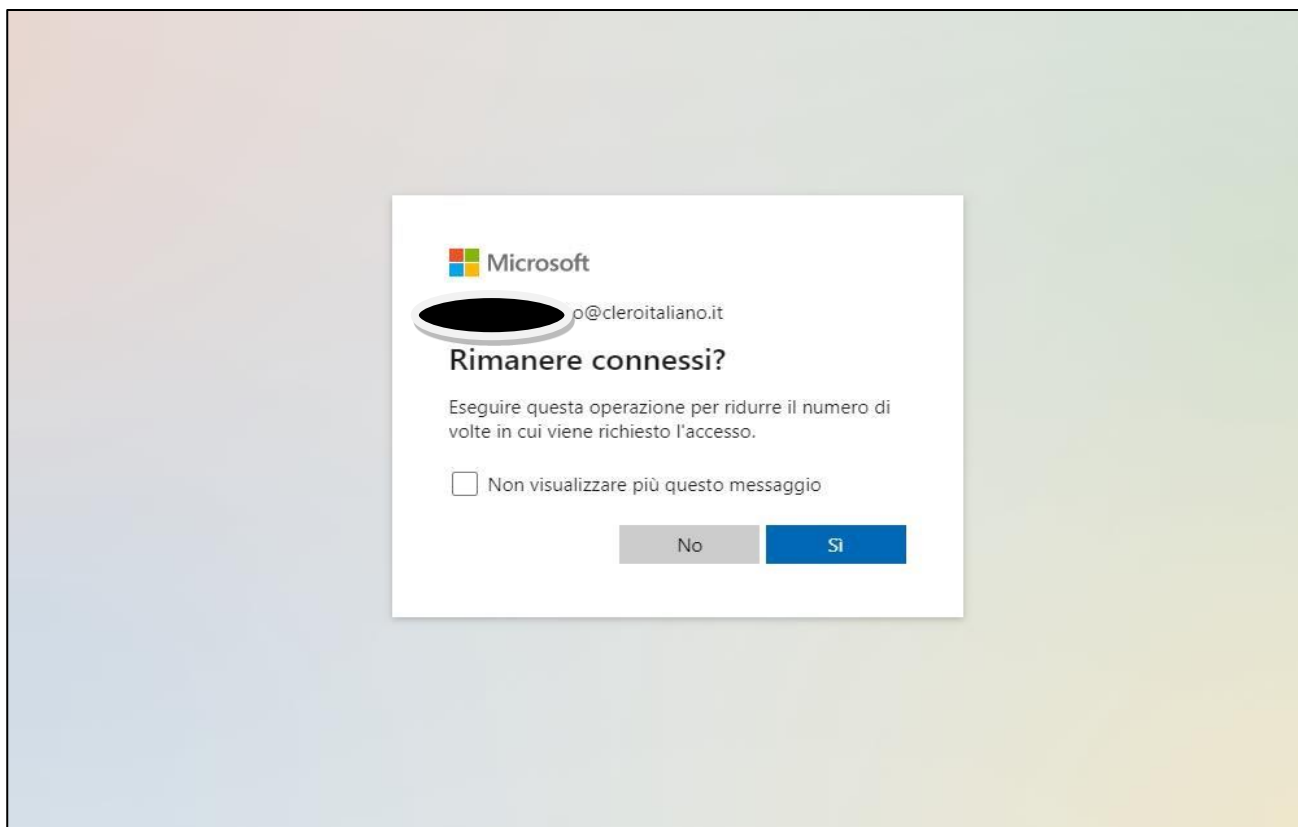 Microsoft
o@cleroitaliano.it
Rimanere connessi?
Eseguire questa operazione per ridurre il numero di
volte in cui viene richiesto l'accesso.
Non visualizzare più questo messaggio
No Sì